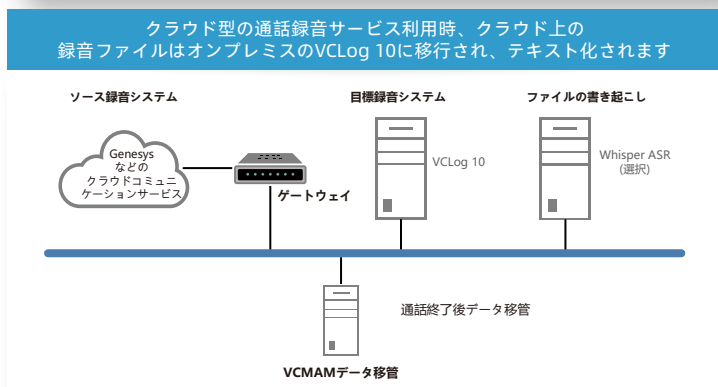 クラウド型の通話録音サービス利用時、クラウド上の
録音ファイルはオンプレミスのVCLog 10に移行され、テキスト化されます
ソース録音システム
目標録音システム
ファイルの書き起こし
Genesys
などの
クラウドコミュニ
ケーションサービス
ゲートウェイ
VCLog 10
Whisper ASR
(選択)
通話終了後データ移管
VCMAMデータ移管